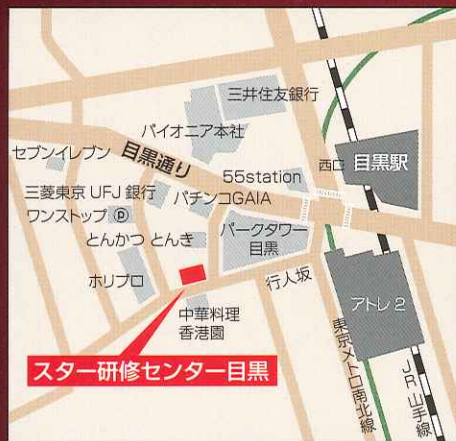 三井住友銀行
パイオニア本社
セブンイレブン
目黒通り
西口
目黒駅
55station
三菱東京UFJ銀行
パチンコGAIA
ワンストップ Ⓟ
とんかつ とんき
パークタワー
目黒
ホリプロ
行人坂
アトレ2
中華料理
香港園
スター研修センター目黒
東京メトロ南北線
JR山手線